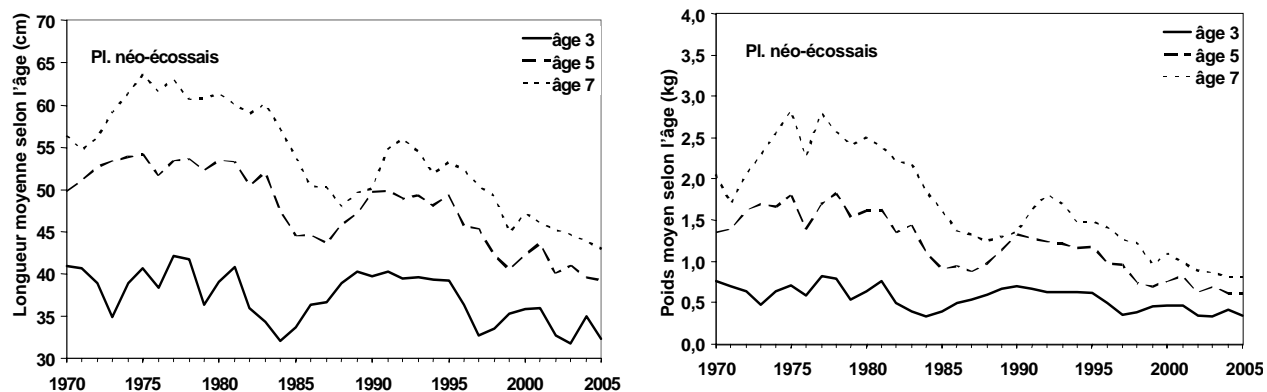 Longueur moyenne selon l'âge (cm)
70
65
60
55
50
45
40
35
30
Pl. néo-écossais
âge 3
âge 5
âge 7
1970 1975 1980 1985 1990 1995 2000 2005
Poids moyen selon l'âge (kg)
4,0
3,5
3,0
2,5
2,0
1,5
1,0
0,5
0,0
Pl. néo-écossais
âge 3
âge 5
âge 7
1970 1975 1980 1985 1990 1995 2000 2005